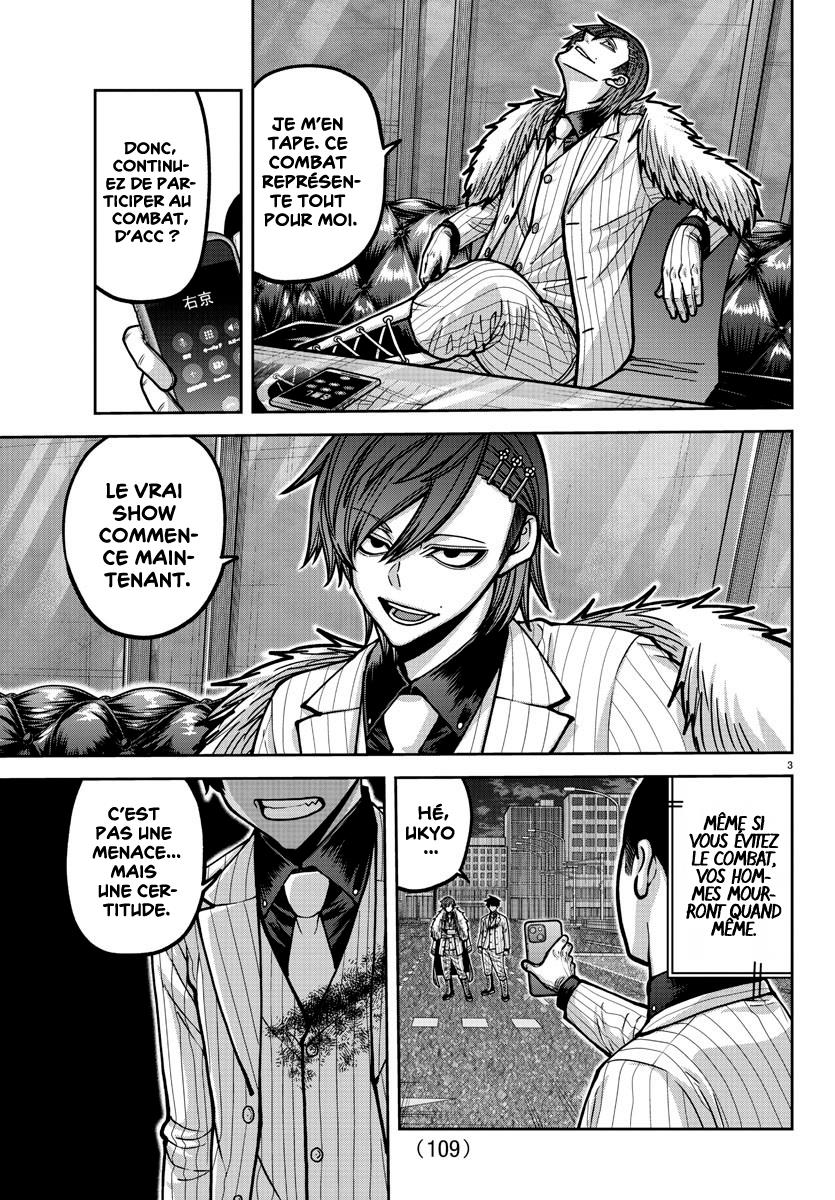 JE M'EN
TAPE. CE
COMBAT
REPRÉSEN-
TE TOUT
POUR MOI.
DONC,
CONTINU-
EZ DE PAR-
TICIPER AU
COMBAT,
D'ACC ?
右京
LE VRAI
SHOW
COMMEN-
CE MAIN-
TENANT.
3
MÊME SI
VOUS ÉVITEZ
LE COMBAT,
VOS HOM-
MES MOUR-
RONT QUAND
MÊME.
HÉ,
UKYO
...
C'EST
PAS UNE
MENACE...
MAIS
UNE CER-
TITUDE.
(109)